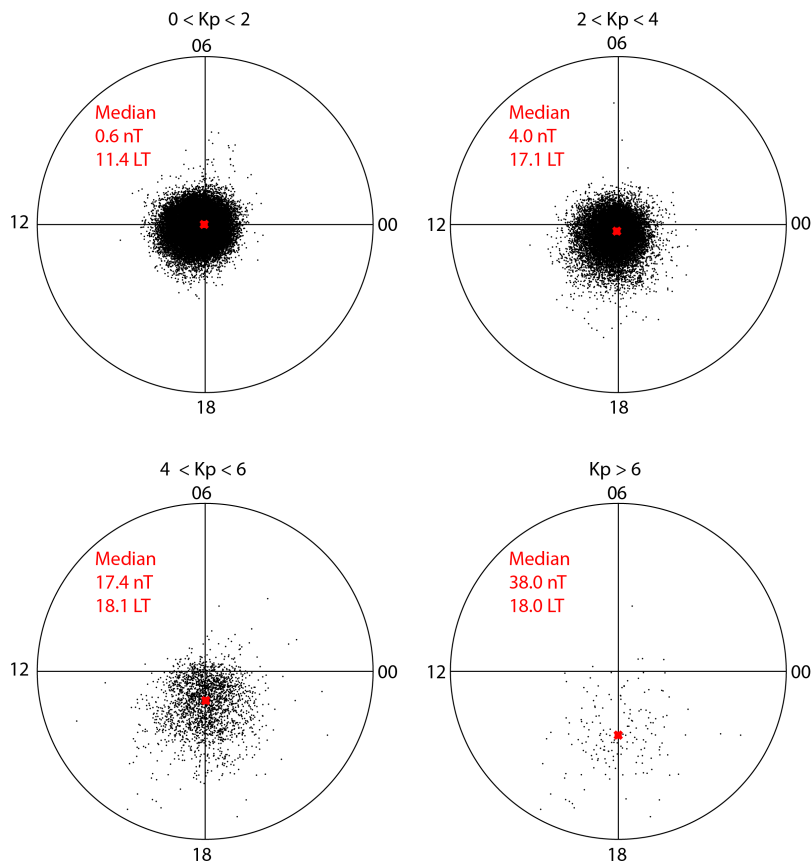 0 < Kp < 2
06
Median
0.6 nT
11.4 LT
12
00
18
2 < Kp < 4
06
Median
4.0 nT
17.1 LT
12
00
18
4 < Kp < 6
06
Median
17.4 nT
18.1 LT
12
00
18
Kp > 6
06
Median
38.0 nT
18.0 LT
12
00
18